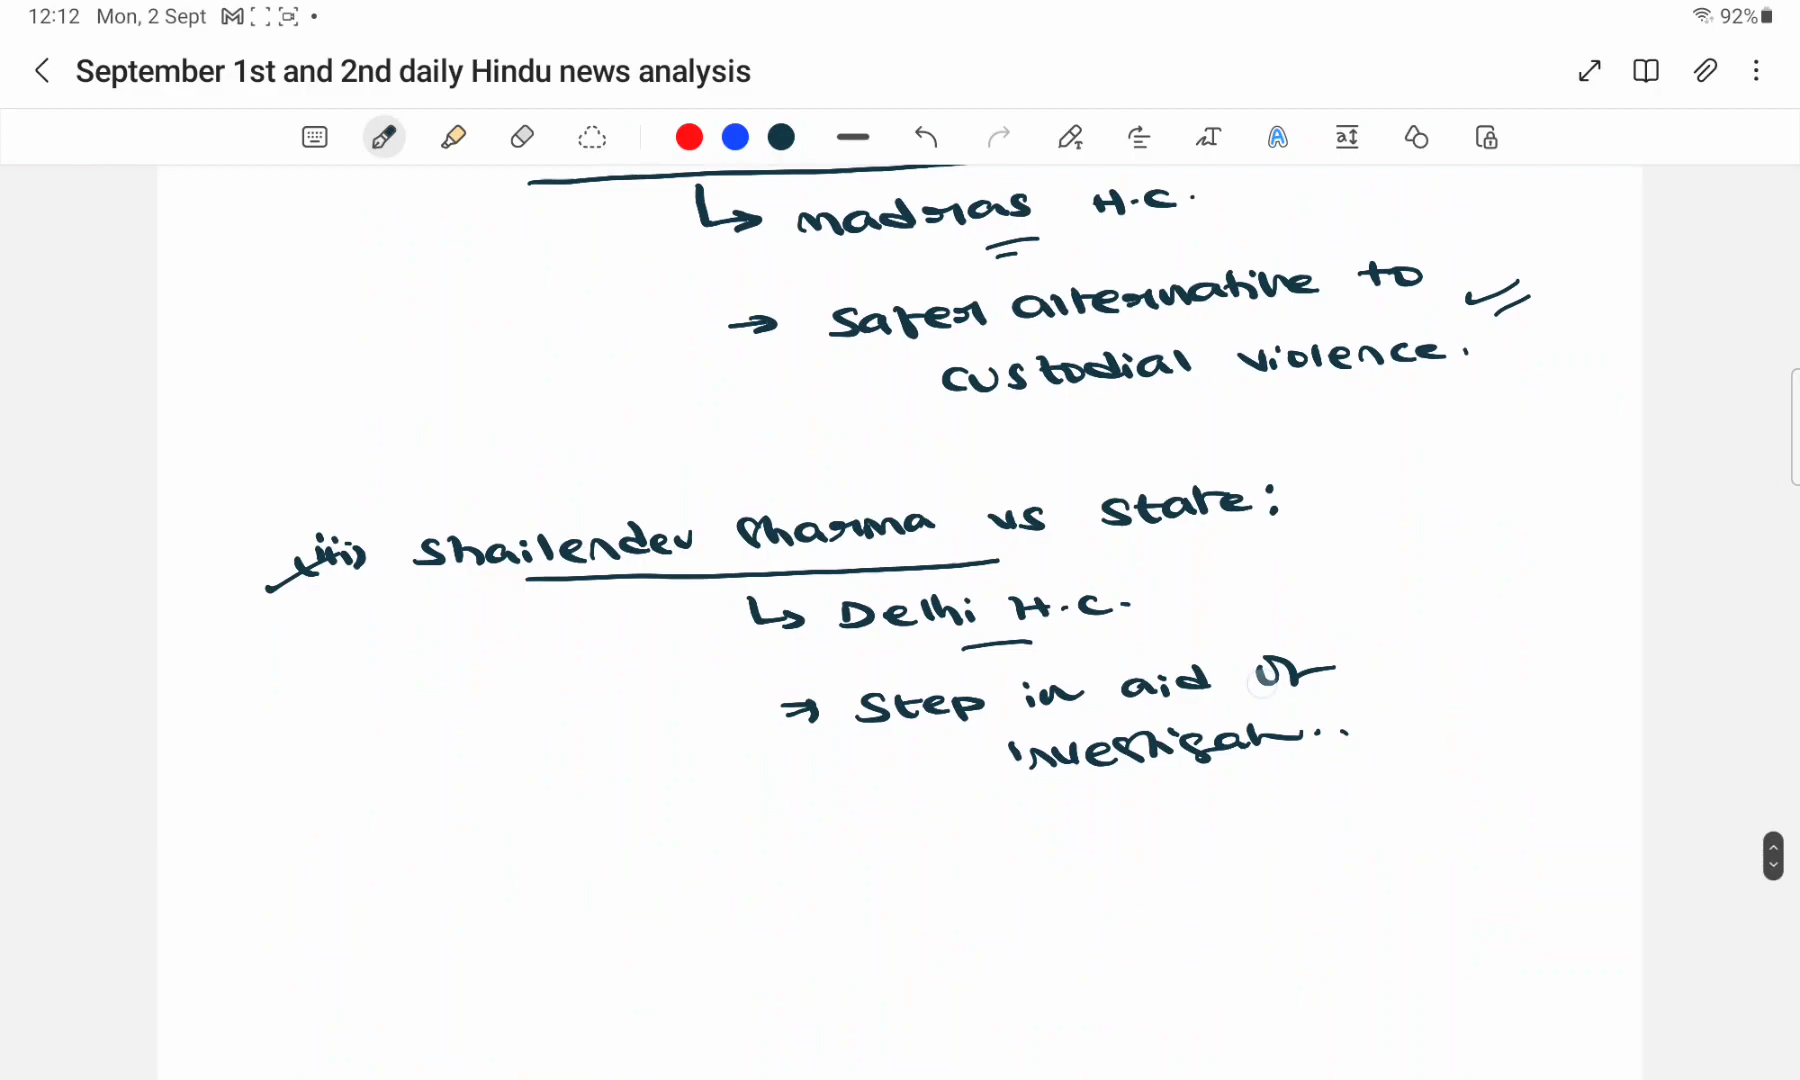 12:12 Mon, 2 Sept 92%
September 1st and 2nd daily Hindu news analysis
↳ madras H.C.
→ safer alternative to
custodial violence.
iii) Shailender Sharma vs state:
↳ Delhi H.C.
→ Step in aid of
investigat...